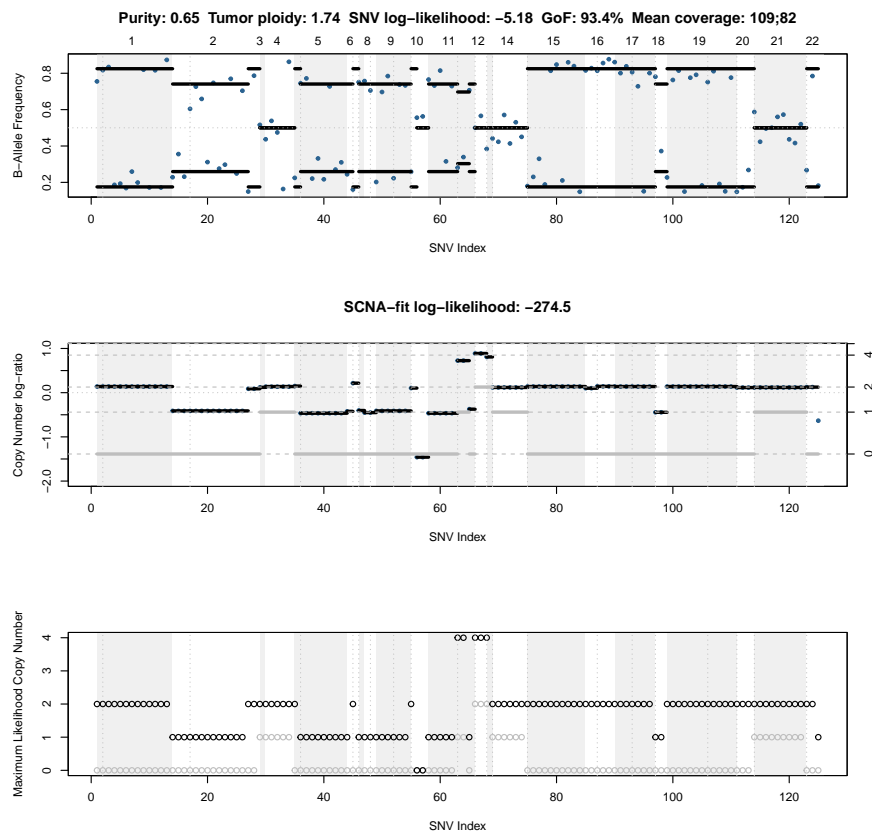 Purity: 0.65 Tumor ploidy: 1.74 SNV log−likelihood: −5.18 GoF: 93.4% Mean coverage: 109;82
1 2 3 4 5 6 8 9 10 11 12 14 15 16 17 18 19 20 21 22
B−Allele Frequency
0.8
0.6
0.4
0.2
0 20 40 60 80 100 120
SNV Index
SCNA−fit log−likelihood: −274.5
Copy Number log−ratio
1.0
0.0
−1.0
−2.0
4
2
1
0
0 20 40 60 80 100 120
SNV Index
Maximum Likelihood Copy Number
4
3
2
1
0
0 20 40 60 80 100 120
SNV Index